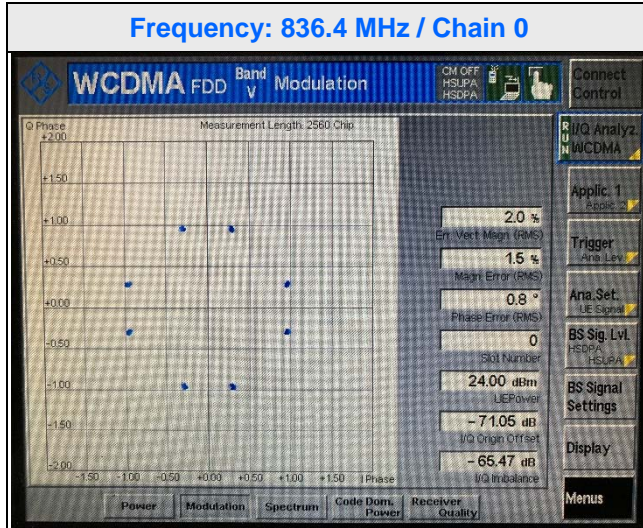 Frequency: 836.4 MHz / Chain 0
WCDMA FDD Band V Modulation
CM OFF
HSUPA
HSDPA
Connect Control
Q Phase
Measurement Length: 2560 Chip
+2.00
+1.50
+1.00
+0.50
+0.00
-0.50
-1.00
-1.50
-2.00
-1.50 -1.00 -0.50 +0.00 +0.50 +1.00 +1.50 I Phase
2.0 %
Err. Vect. Magn. (RMS)
1.5 %
Magn. Error (RMS)
0.8 °
Phase Error (RMS)
0
Slot Number
24.00 dBm
UEPower
-71.05 dB
I/Q Origin Offset
-65.47 dB
I/Q Imbalance
RUN
I/Q Analyz.
WCDMA
Applic. 1
Applic. 2
Trigger
Ana.Lev.
Ana.Set.
UE Signal
BS Sig. Lvl.
HSDPA
HSUPA
BS Signal
Settings
Display
Menus
Power Modulation Spectrum Code Dom. Power Receiver Quality